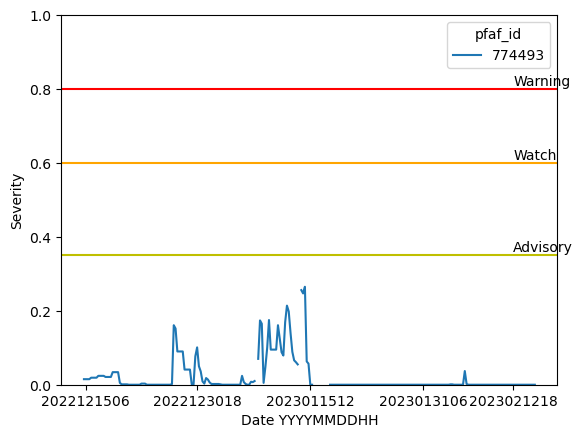 1.0
0.8
0.6
0.4
0.2
0.0
Severity
pfaf_id
774493
Warning
Watch
Advisory
2022121506
2022123018
2023011512
2023013106
2023021218
Date YYYYMMDDHH